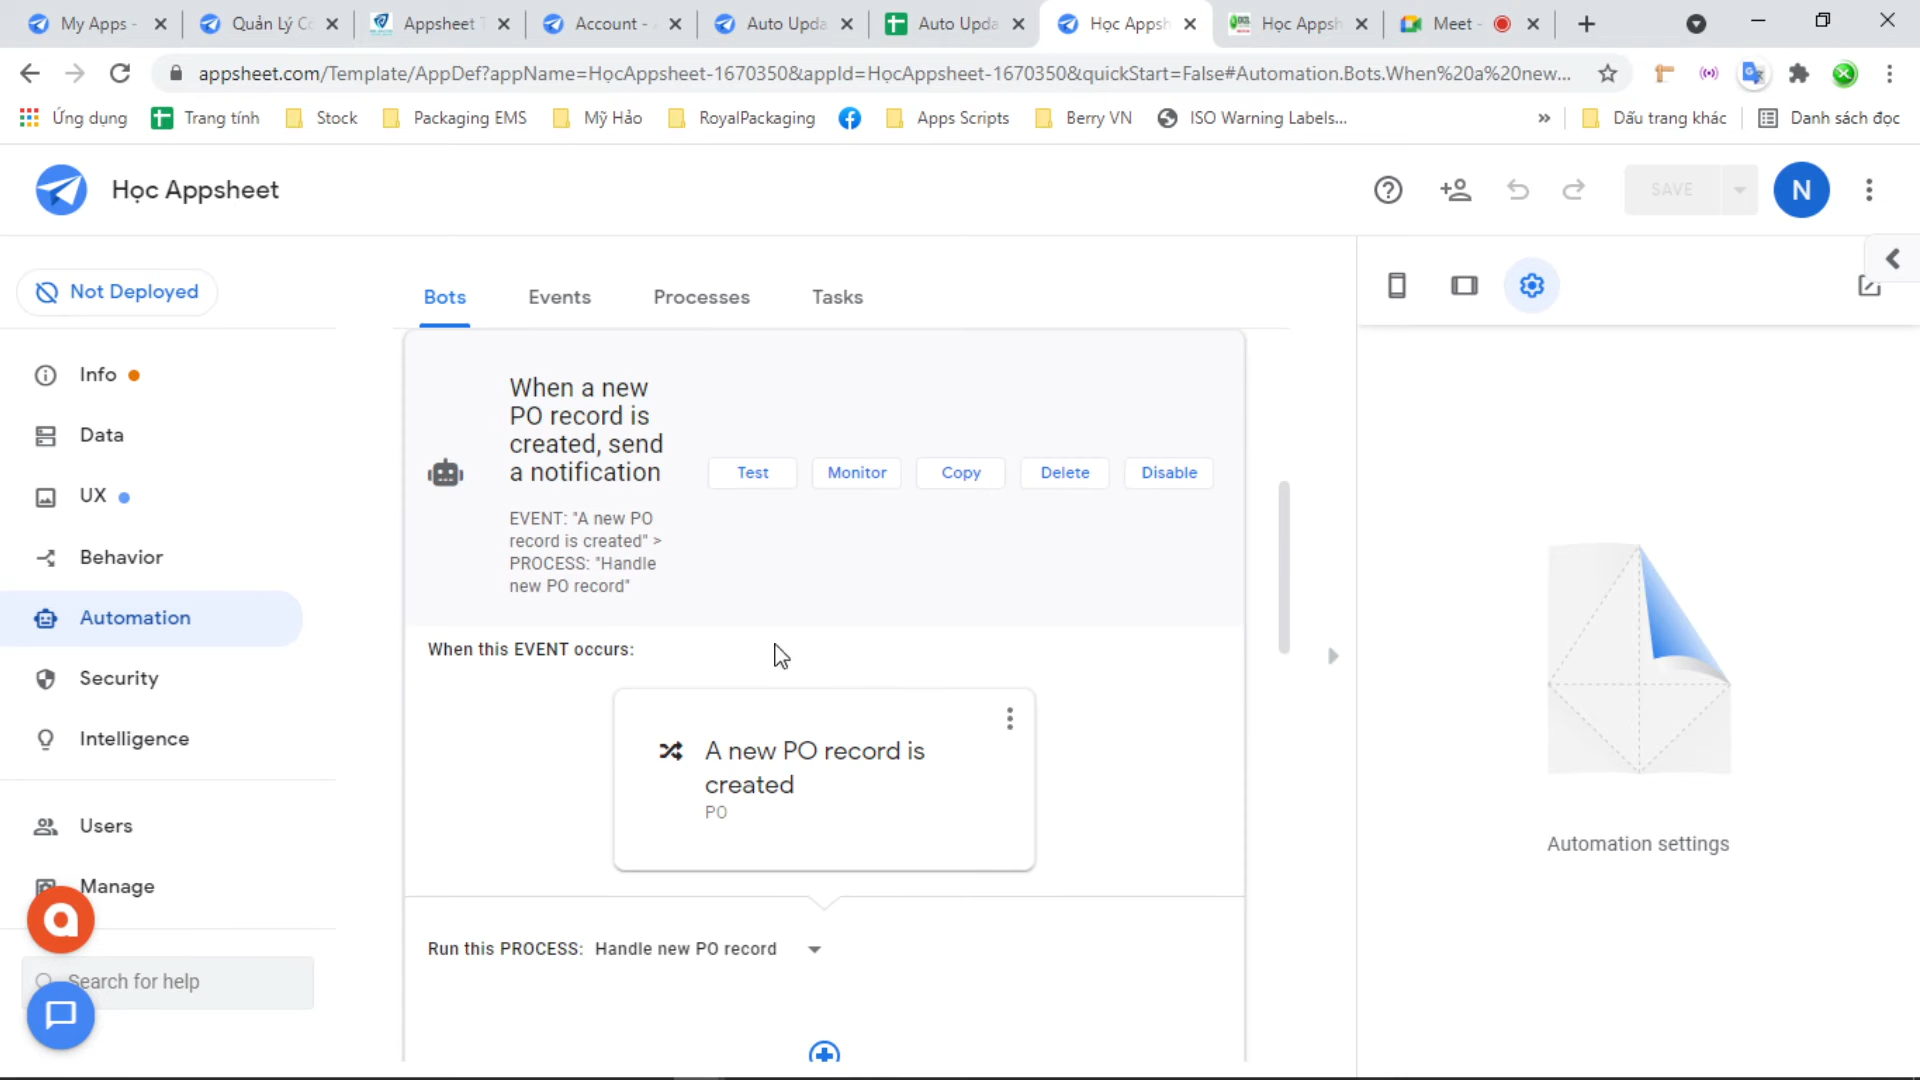 My Apps -
Quản Lý Cc
Appsheet T
Account -
Auto Upda
Auto Upda
Học Appsh
Học Appsh
Meet -
appsheet.com/Template/AppDef?appName=HọcAppsheet-1670350&appId=HọcAppsheet-1670350&quickStart=False#Automation.Bots.When%20a%20new...
Ứng dụng
Trang tính
Stock
Packaging EMS
Mỹ Hảo
RoyalPackaging
Apps Scripts
Berry VN
ISO Warning Labels...
»
Dấu trang khác
Danh sách đọc
Học Appsheet
SAVE
N
Not Deployed
Bots
Events
Processes
Tasks
Info
Data
UX
Behavior
Automation
Security
Intelligence
Users
Manage
Search for help
When a new
PO record is
created, send
a notification
Test
Monitor
Copy
Delete
Disable
EVENT: "A new PO
record is created" >
PROCESS: "Handle
new PO record"
When this EVENT occurs:
A new PO record is
created
PO
Run this PROCESS: Handle new PO record
Automation settings